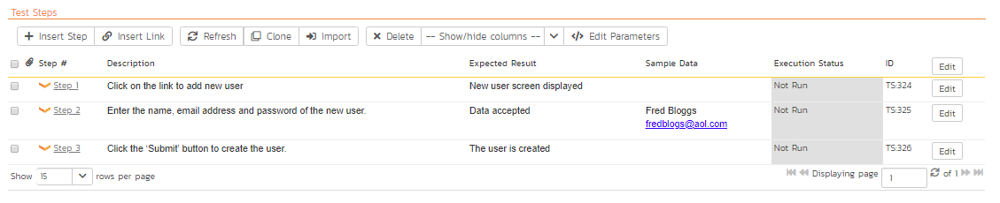 Test Steps
Insert Step Insert Link Refresh Clone Import Delete -- Show/hide columns -- Edit Parameters
Step # Description Expected Result Sample Data Execution Status ID Edit
Step 1 Click on the link to add new user New user screen displayed Not Run TS:324 Edit
Step 2 Enter the name, email address and password of the new user. Data accepted Fred Bloggs Not Run TS:325 Edit
fredblogs@aol.com
Step 3 Click the ‘Submit’ button to create the user. The user is created Not Run TS:326 Edit
Show 15 rows per page Displaying page 1 of 1